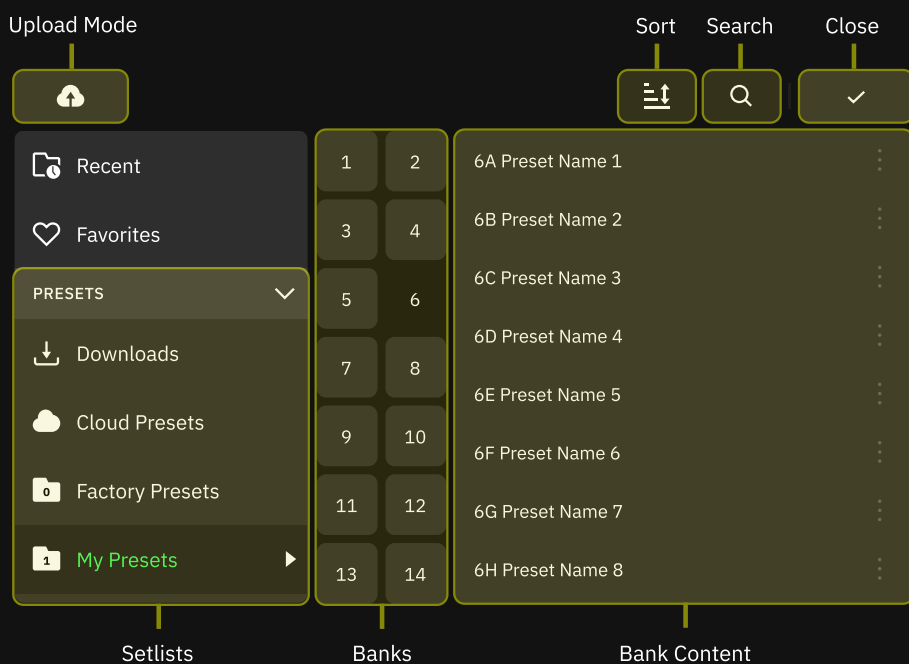 Upload Mode
Sort
Search
Close
Recent
Favorites
PRESETS
Downloads
Cloud Presets
0
Factory Presets
1
My Presets
1
2
3
4
5
6
7
8
9
10
11
12
13
14
6A Preset Name 1
6B Preset Name 2
6C Preset Name 3
6D Preset Name 4
6E Preset Name 5
6F Preset Name 6
6G Preset Name 7
6H Preset Name 8
Setlists
Banks
Bank Content